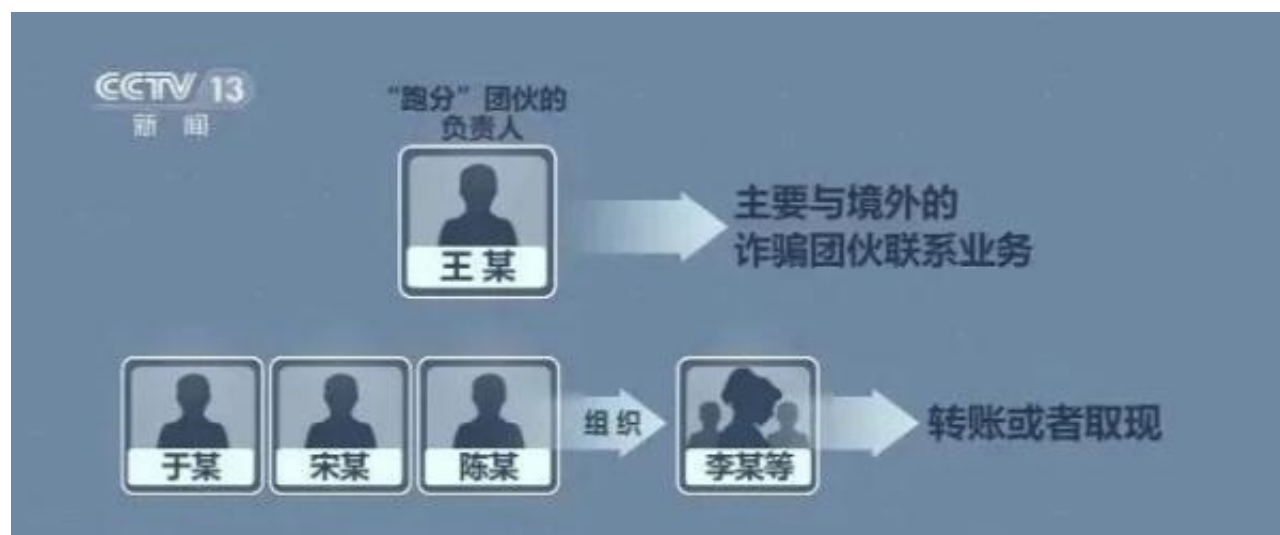 CCTV 13
新闻
“跑分”团伙的
负责人
王某
主要与境外的
诈骗团伙联系业务
于某
宋某
陈某
组织
李某等
转账或者取现